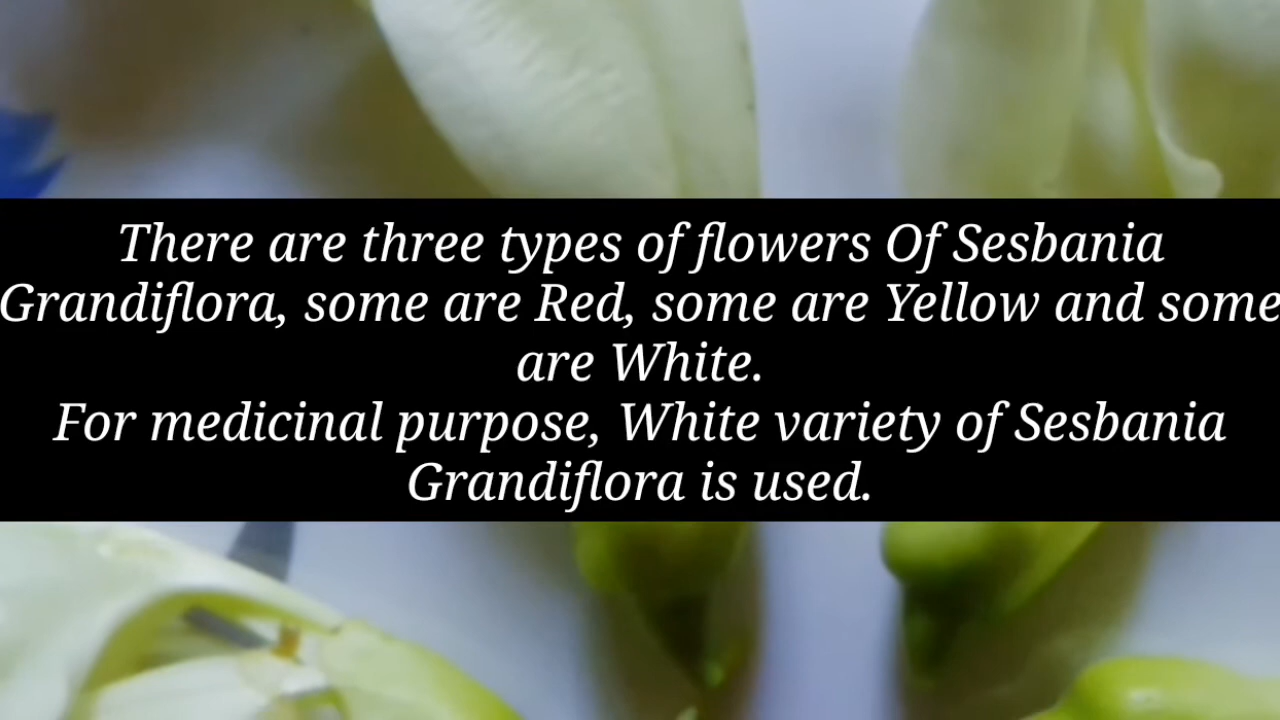 There are three types of flowers Of Sesbania
Grandiflora, some are Red, some are Yellow and some
are White.
For medicinal purpose, White variety of Sesbania
Grandiflora is used.